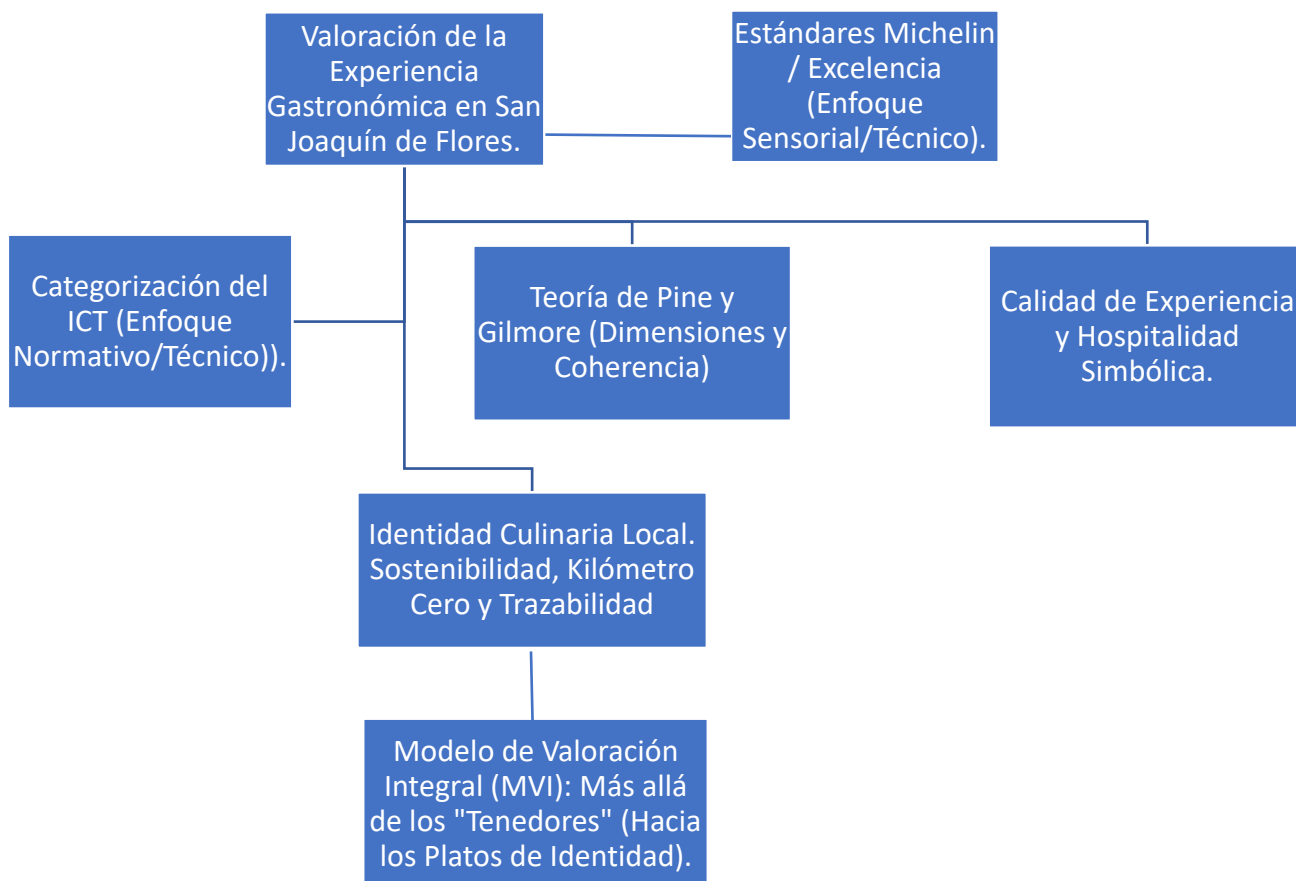 Valoración de la
Experiencia
Gastronómica en San
Joaquín de Flores.
Estándares Michelin
/ Excelencia
(Enfoque
Sensorial/Técnico).
Categorización del
ICT (Enfoque
Normativo/Técnico)).
Teoría de Pine y
Gilmore (Dimensiones y
Coherencia)
Calidad de Experiencia
y Hospitalidad
Simbólica.
Identidad Culinaria Local.
Sostenibilidad, Kilómetro
Cero y Trazabilidad
Modelo de Valoración
Integral (MVI): Más allá
de los "Tenedores" (Hacia
los Platos de Identidad).